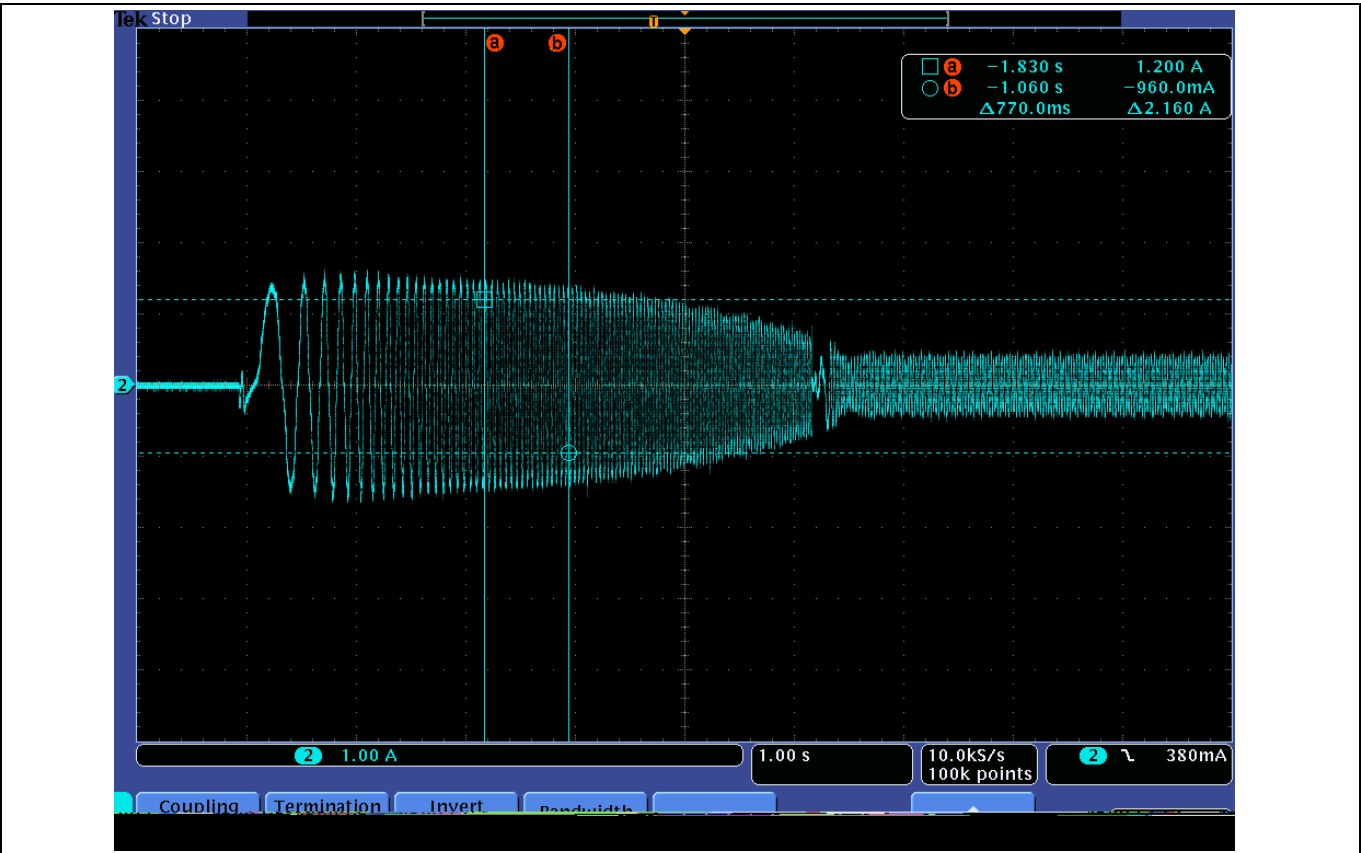 Tek Stop
T
a b
a −1.830 s 1.200 A
b −1.060 s −960.0mA
Δ770.0ms Δ2.160 A
2
2 1.00 A 1.00 s 10.0kS/s 2 380mA
100k points
Coupling Termination Invert Bandwidth